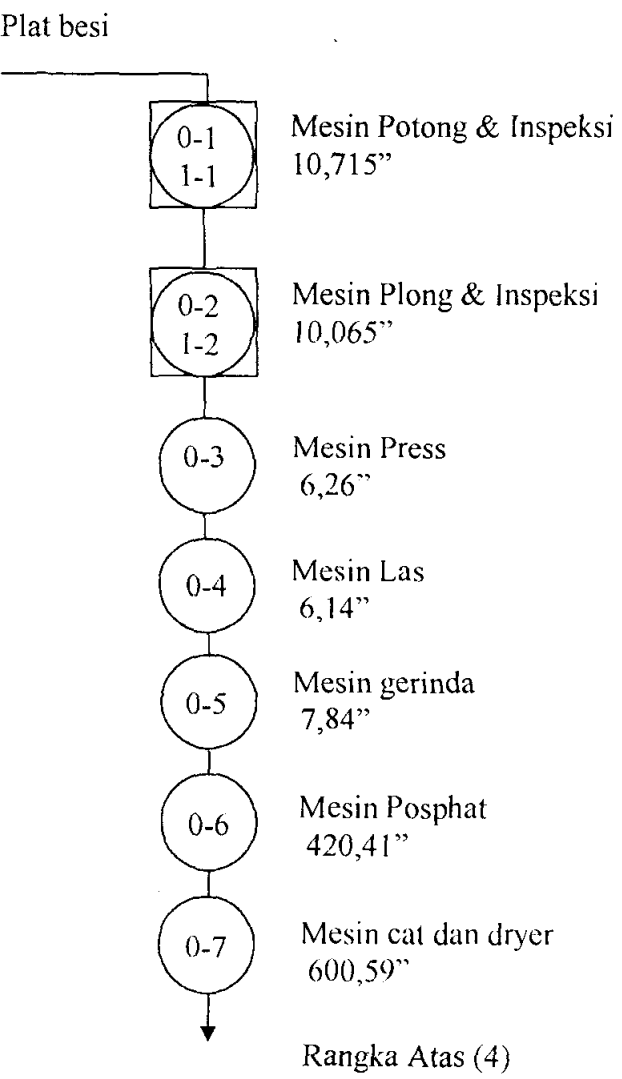 Plat besi
0-1
1-1
Mesin Potong & Inspeksi
10,715”
0-2
1-2
Mesin Plong & Inspeksi
10,065”
0-3
Mesin Press
6,26”
0-4
Mesin Las
6,14”
0-5
Mesin gerinda
7,84”
0-6
Mesin Posphat
420,41”
0-7
Mesin cat dan dryer
600,59”
Rangka Atas (4)